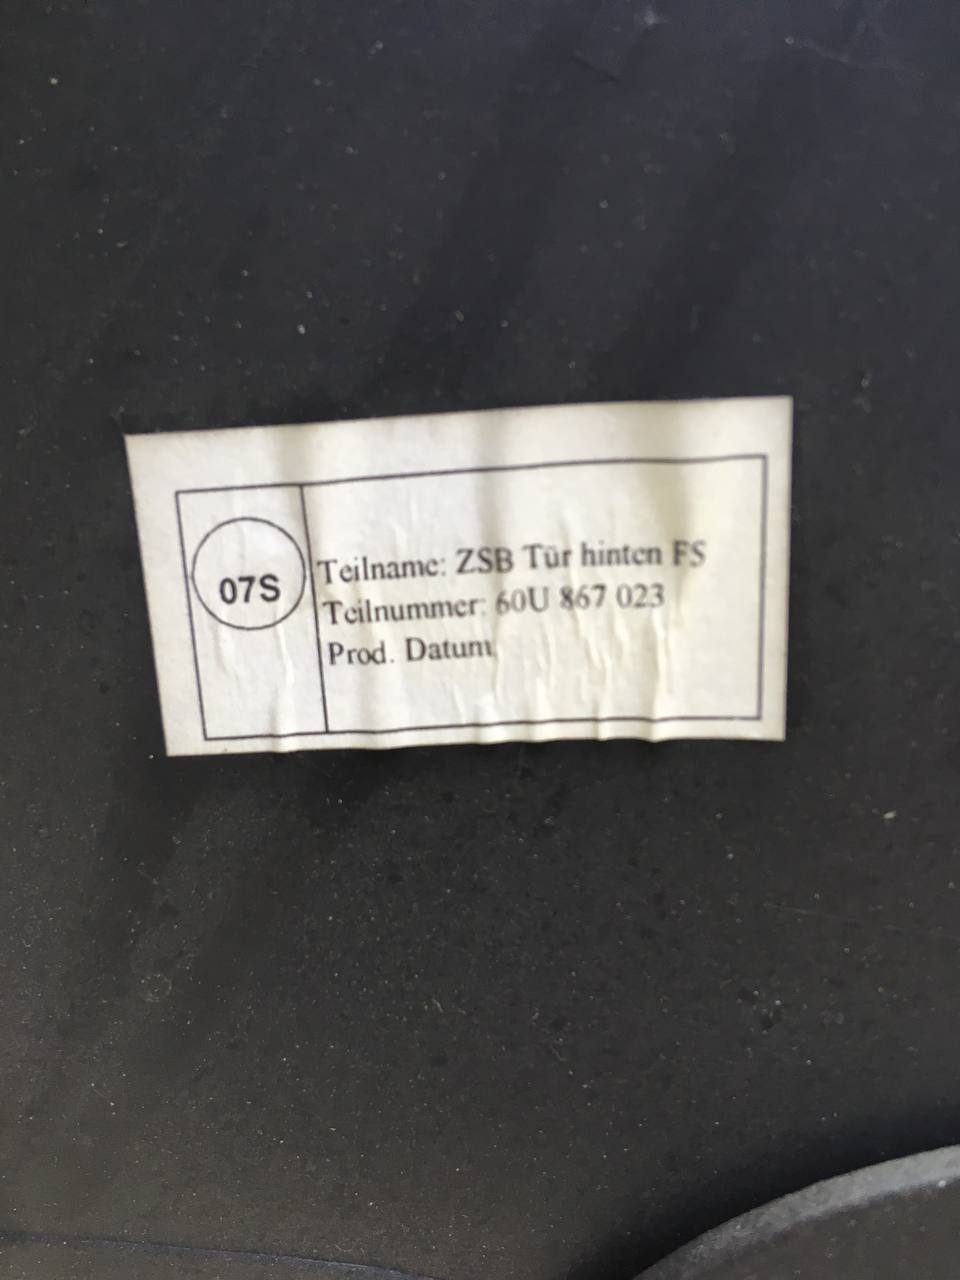 07S
Teilname: ZSB Tür hinten FS
Teilnummer: 60U 867 023
Prod. Datum: